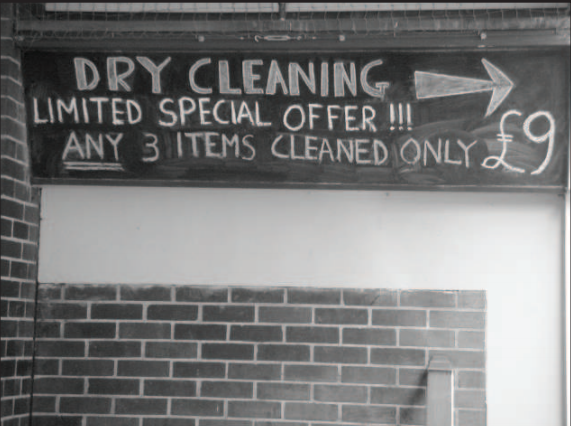 DRY CLEANING
LIMITED SPECIAL OFFER !!!
ANY 3 ITEMS CLEANED ONLY £9